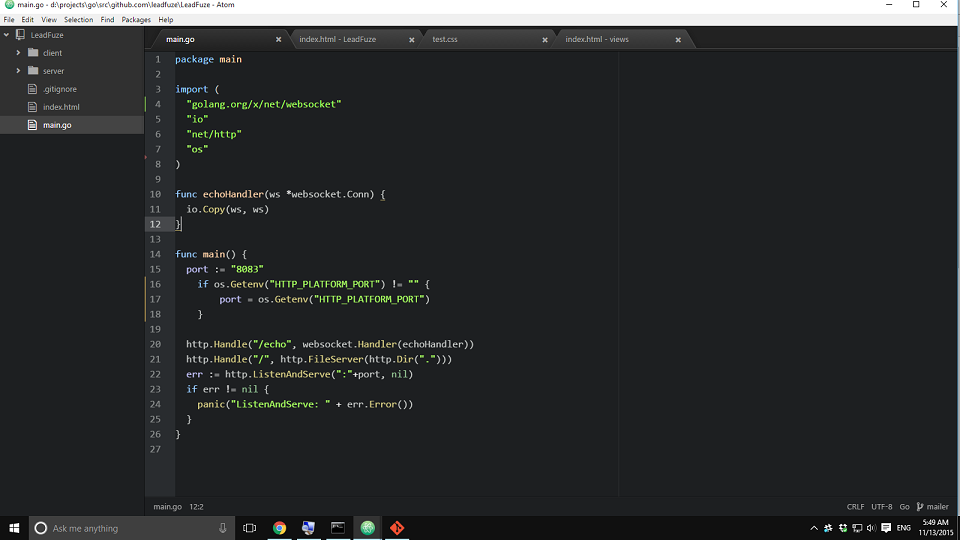 main.go - d:\projects\go\src\github.com\leadfuze\LeadFuze - Atom
File Edit View Selection Find Packages Help
LeadFuze
client
server
.gitignore
index.html
main.go
main.go index.html - LeadFuze test.css index.html - views
1 package main
2
3 import (
4 "golang.org/x/net/websocket"
5 "io"
6 "net/http"
7 "os"
8 )
9
10 func echoHandler(ws *websocket.Conn) {
11 io.Copy(ws, ws)
12 }
13
14 func main() {
15 port := "8083"
16 if os.Getenv("HTTP_PLATFORM_PORT") != "" {
17 port = os.Getenv("HTTP_PLATFORM_PORT")
18 }
19
20 http.Handle("/echo", websocket.Handler(echoHandler))
21 http.Handle("/", http.FileServer(http.Dir(".")))
22 err := http.ListenAndServe(":"+port, nil)
23 if err != nil {
24 panic("ListenAndServe: " + err.Error())
25 }
26 }
27
main.go 12:2 CRLF UTF-8 Go mailer
Ask me anything
ENG
5:49 AM
11/13/2015